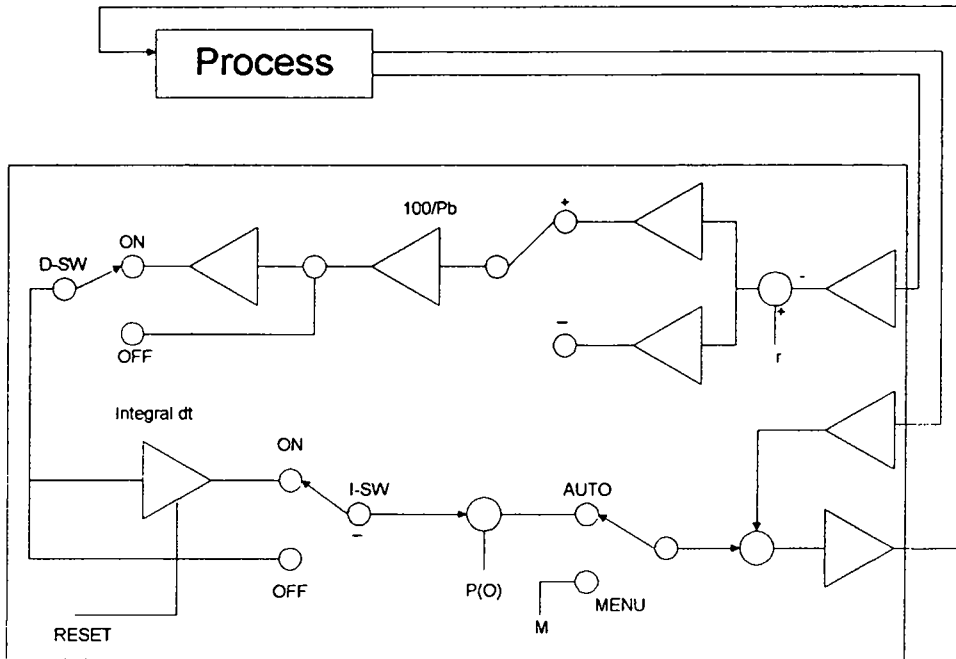 Process
100/Pb
+
ON
D-SW
-
+
OFF
–
r
Integral dt
ON
I-SW
AUTO
–
OFF
P(O)
MENU
M
RESET